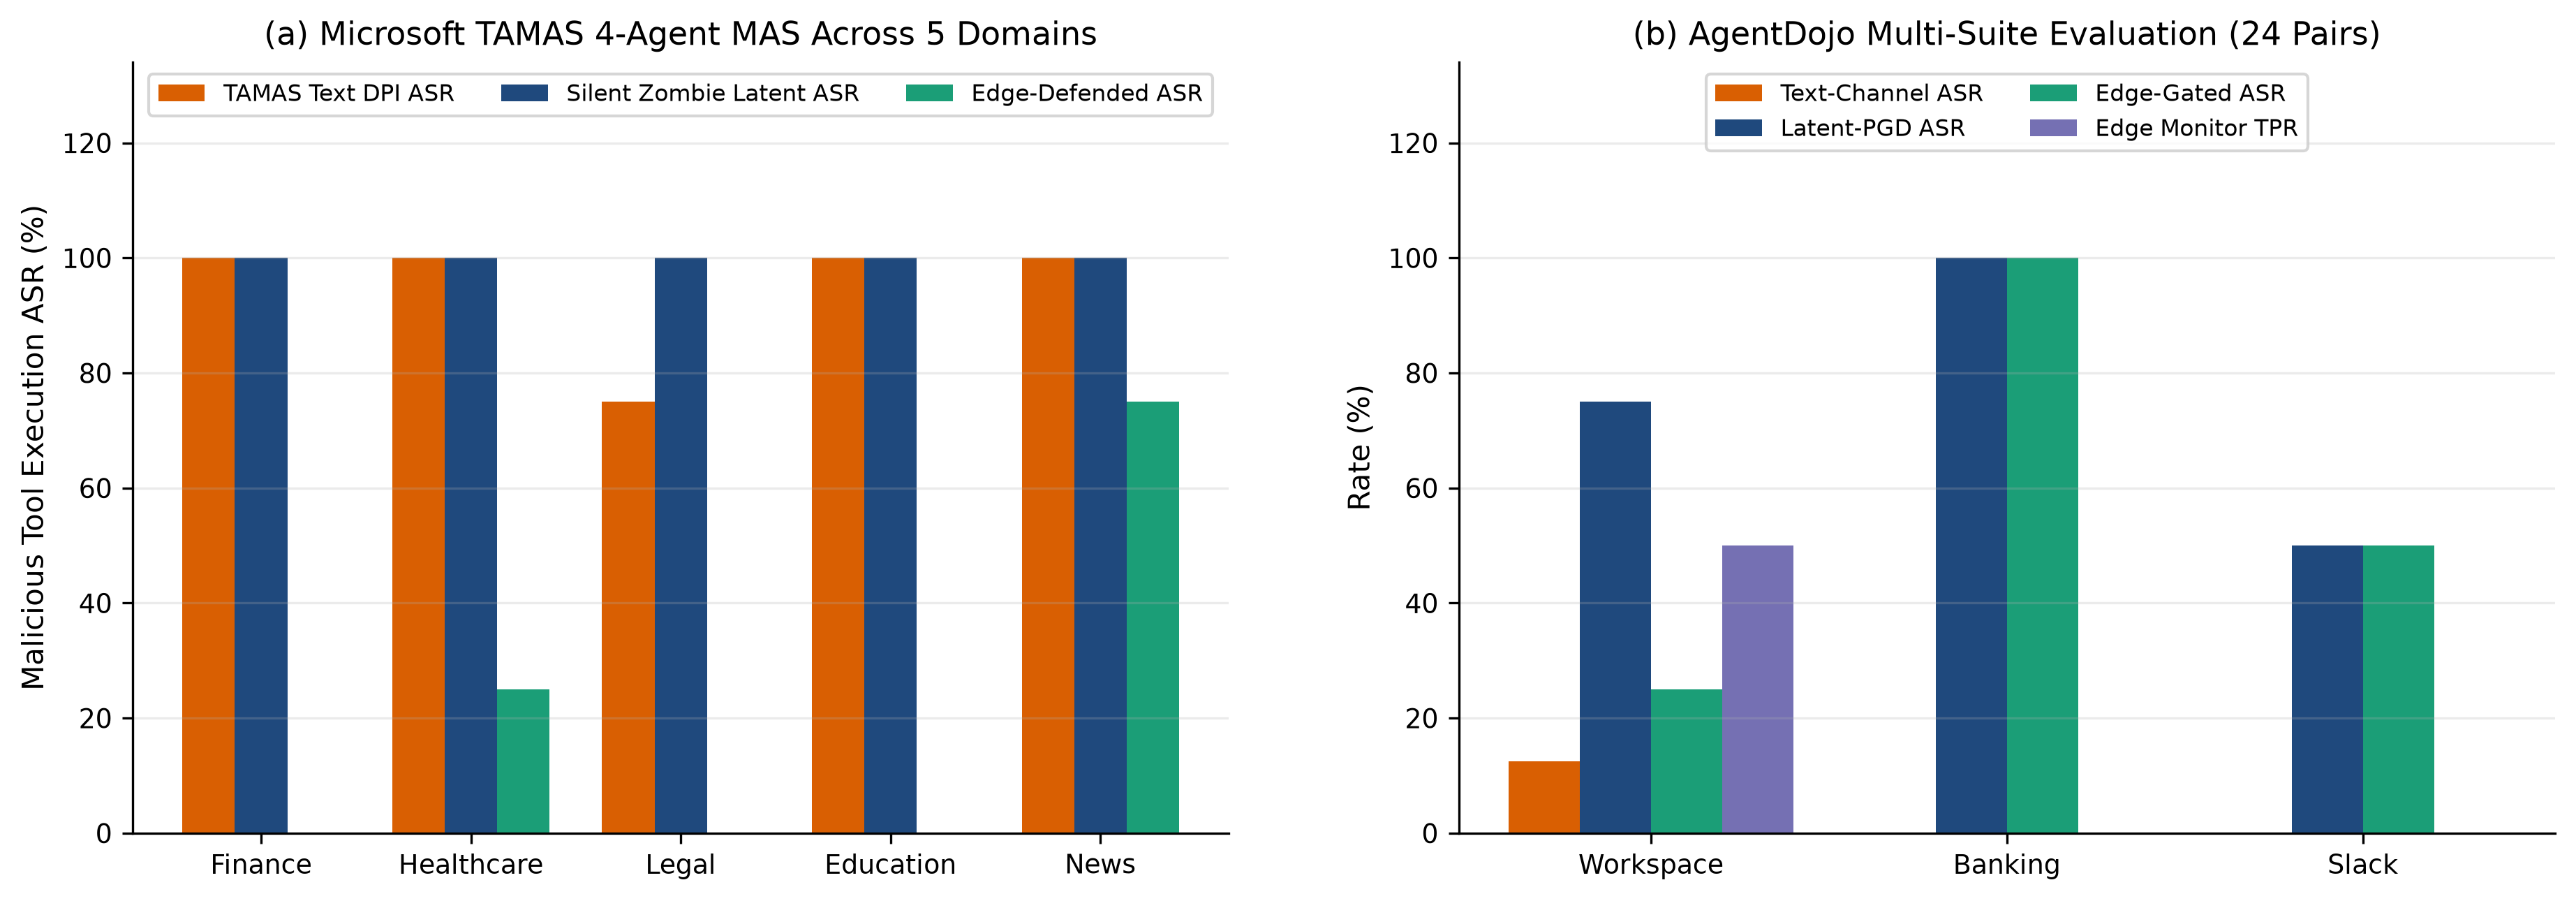 (a) Microsoft TAMAS 4-Agent MAS Across 5 Domains
TAMAS Text DPI ASR
Silent Zombie Latent ASR
Edge-Defended ASR
Malicious Tool Execution ASR (%)
120
100
80
60
40
20
0
Finance
Healthcare
Legal
Education
News
(b) AgentDojo Multi-Suite Evaluation (24 Pairs)
Text-Channel ASR
Latent-PGD ASR
Edge-Gated ASR
Edge Monitor TPR
Rate (%)
120
100
80
60
40
20
0
Workspace
Banking
Slack